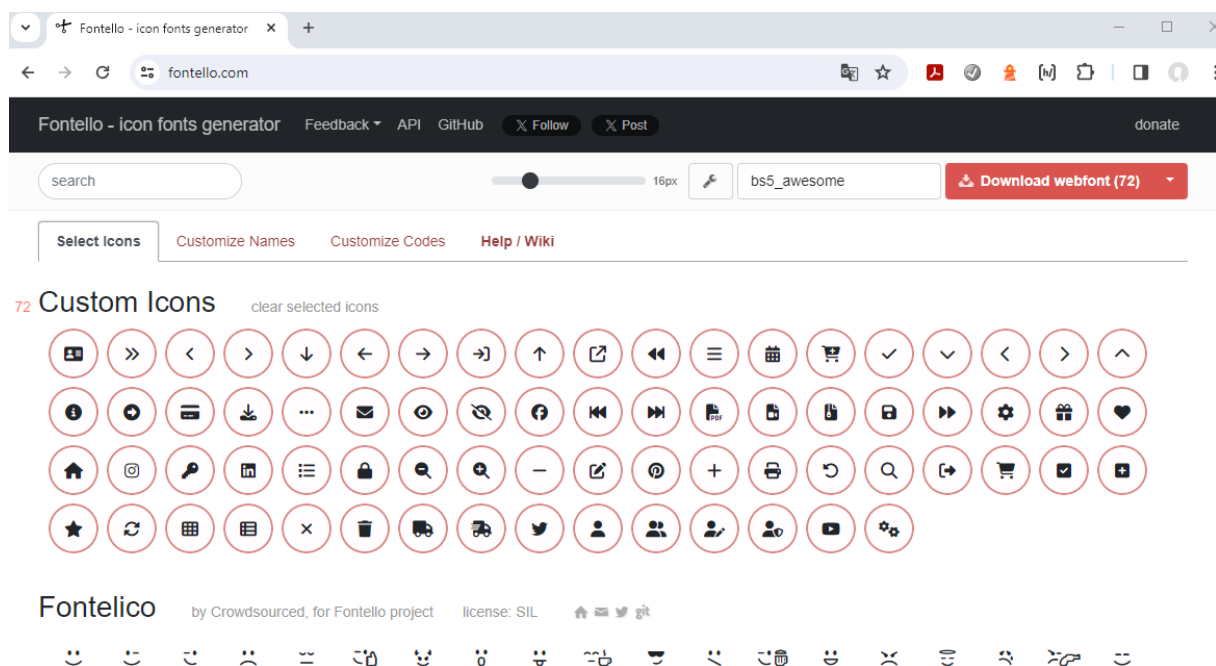 Fontello - icon fonts generator
fontello.com
Fontello - icon fonts generator Feedback API GitHub X Follow X Post donate
search 16px bs5_awesome Download webfont (72)
Select Icons Customize Names Customize Codes Help / Wiki
72 Custom Icons clear selected icons
PDF
Fontelico by Crowdsourced, for Fontello project license: SIL git